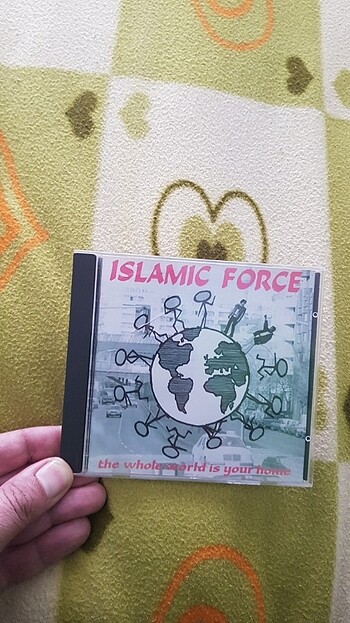 ISLAMIC FORCE
the whole world is your home